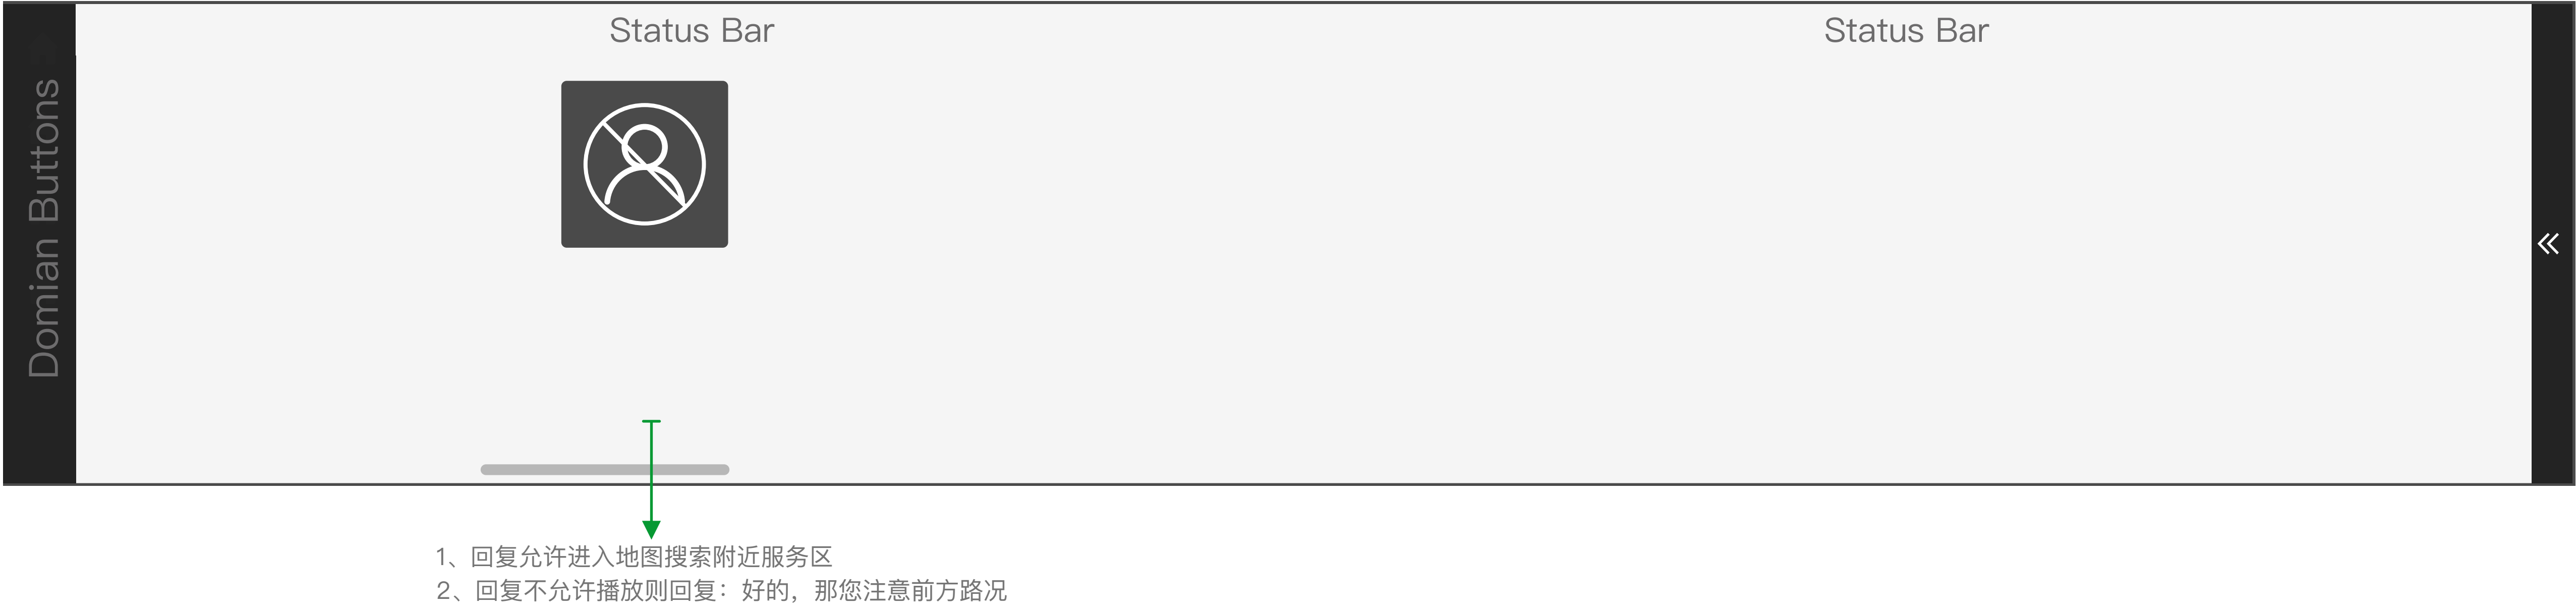 Status Bar
Status Bar
Domian Buttons
1、回复允许进入地图搜索附近服务区
2、回复不允许播放则回复：好的，那您注意前方路况